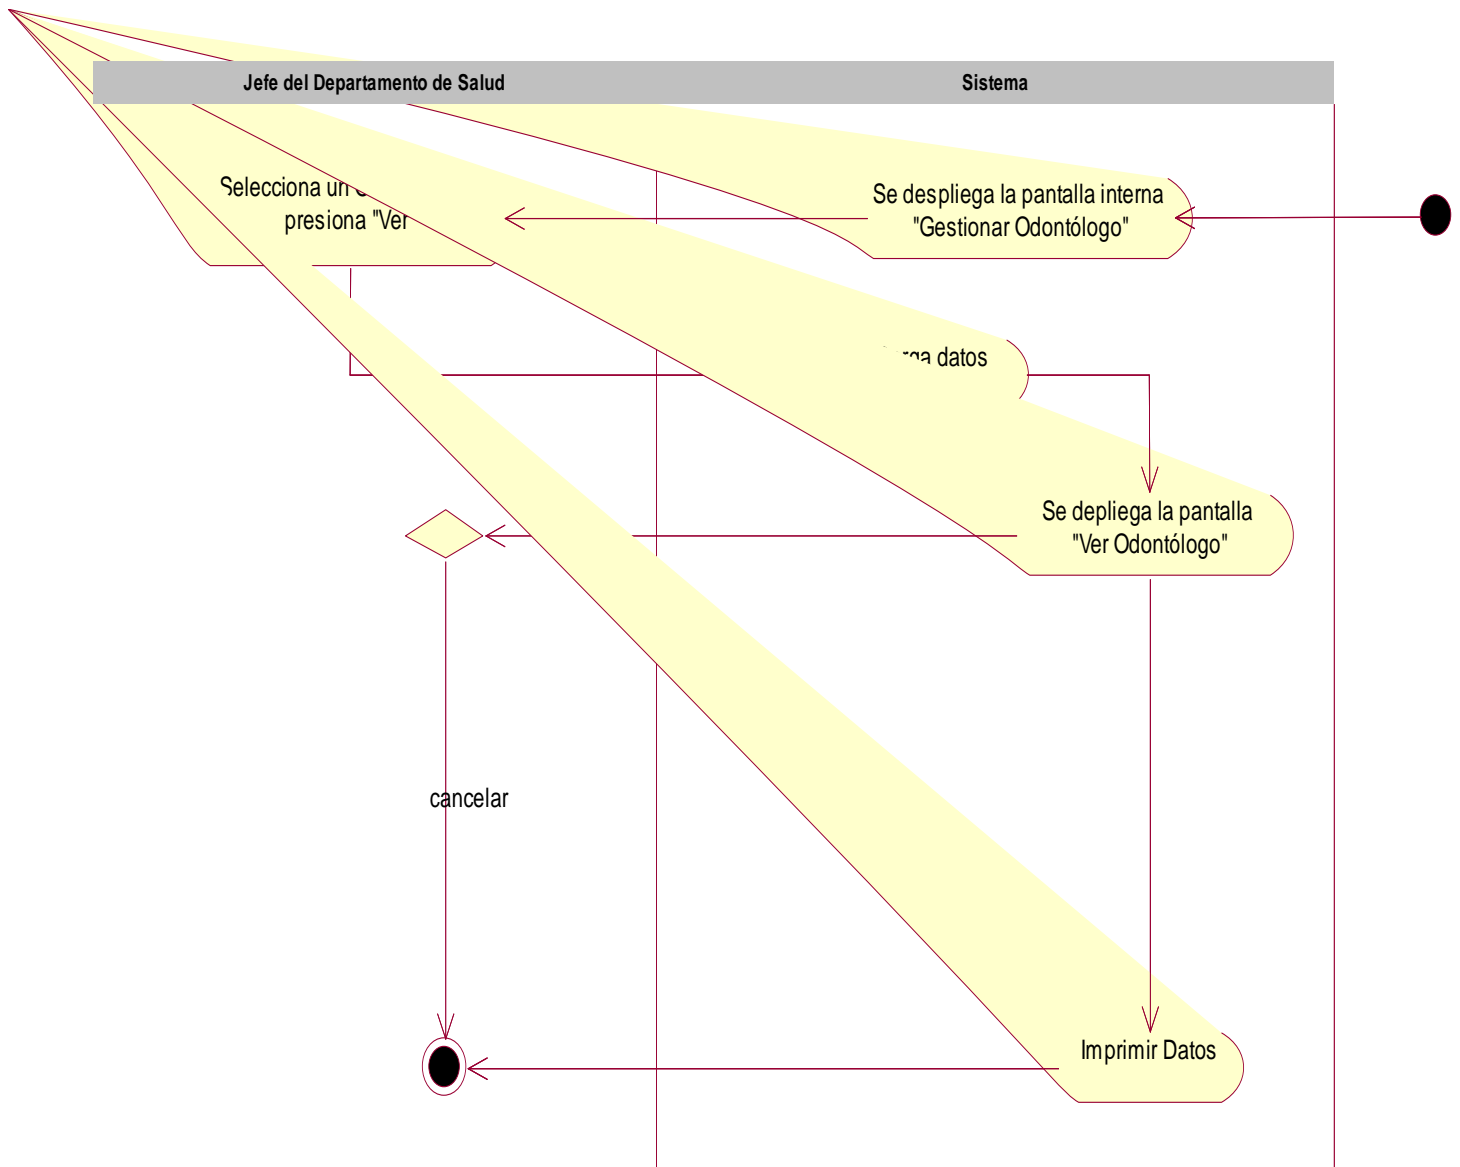 Jefe del Departamento de Salud
Sistema
Selecciona un
presiona "Ver
Se despliega la pantalla interna
"Gestionar Odontólogo"
datos
Se depliega la pantalla
"Ver Odontólogo"
cancelar
Imprimir Datos